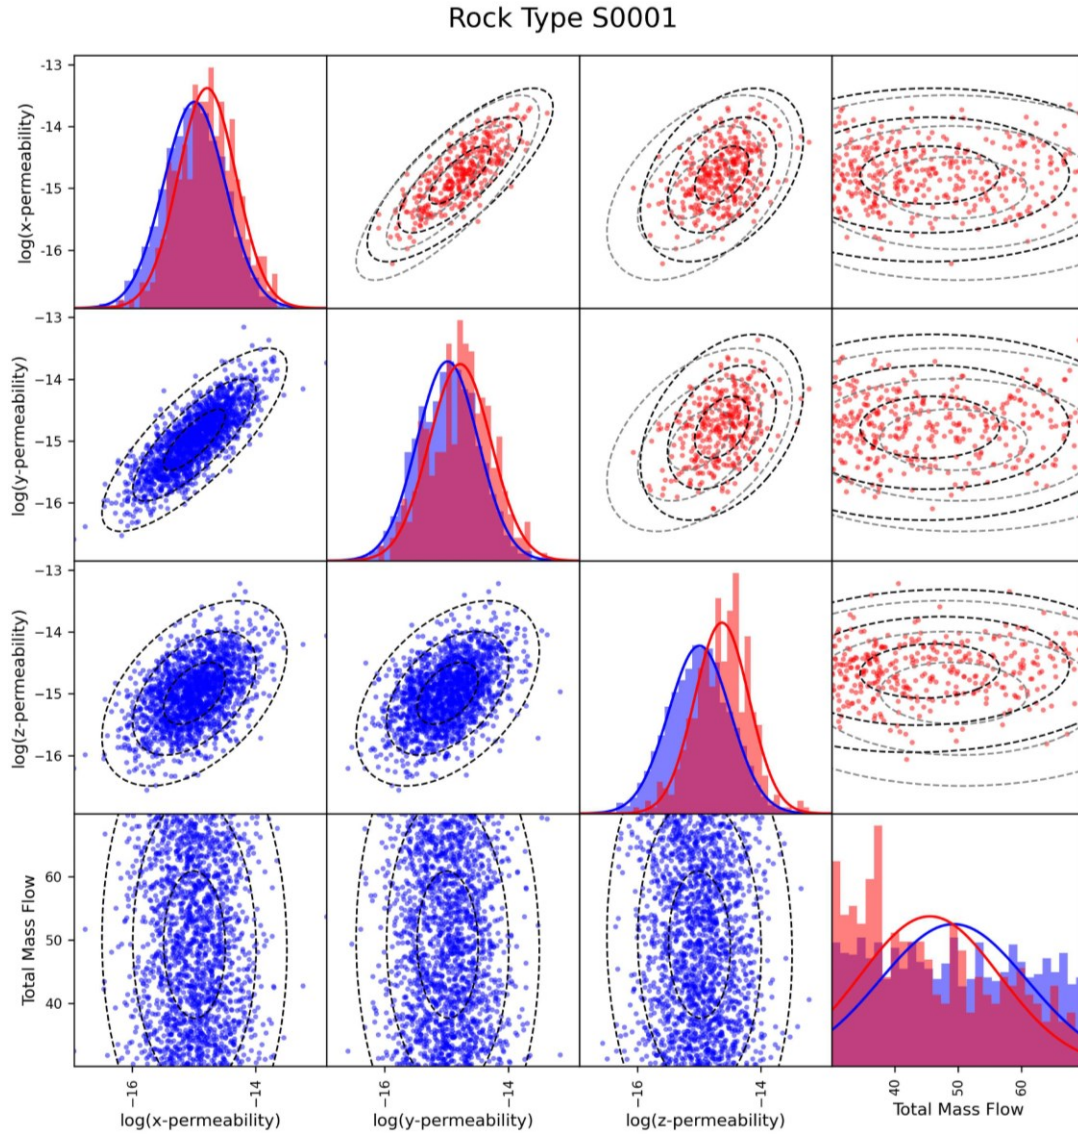 Rock Type S0001
-13
-14
-15
-16
log(x-permeability)
−13
−14
−15
−16
log(y-permeability)
−13
−14
−15
−16
log(z-permeability)
60
50
40
Total Mass Flow
−16
−14
log(x-permeability)
−16
−14
log(y-permeability)
−16
−14
log(z-permeability)
40
50
60
Total Mass Flow